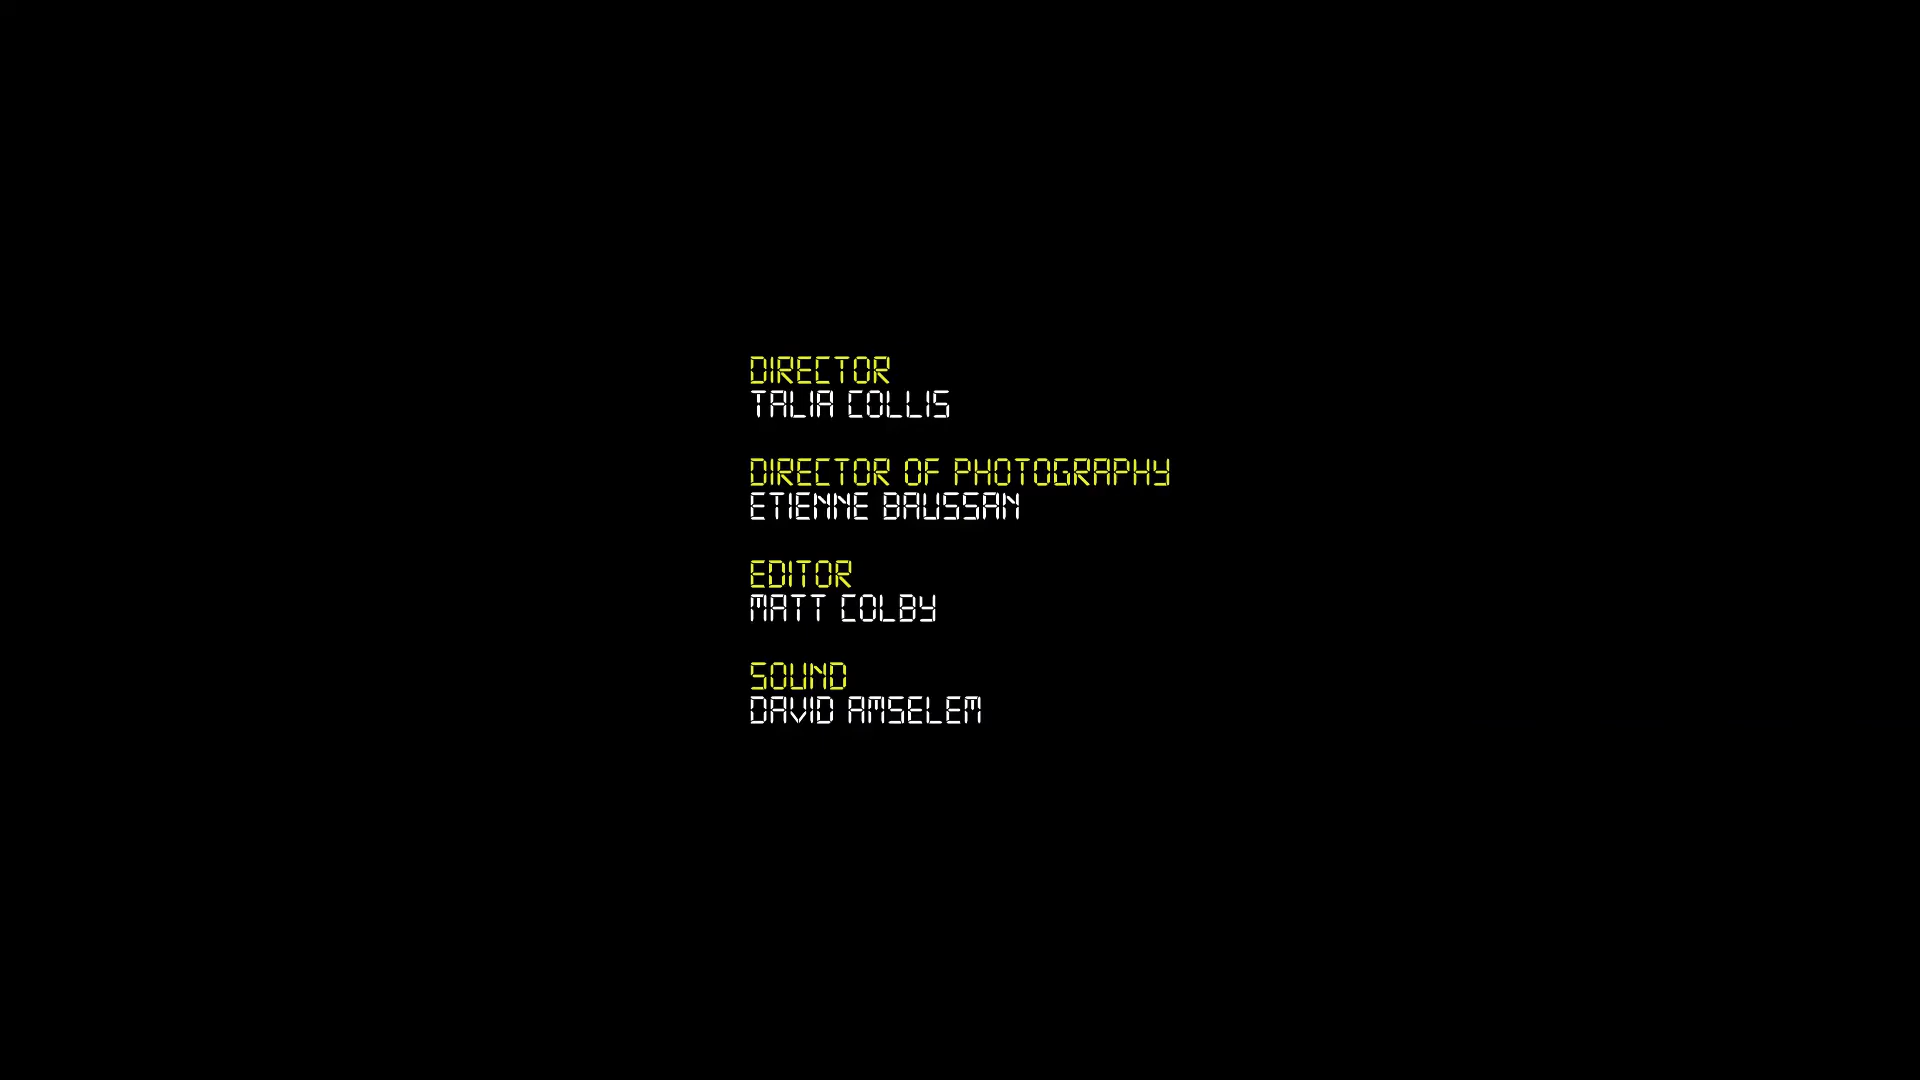 DIRECTOR
TALIA COLLIS
DIRECTOR OF PHOTOGRAPHY
ETIENNE BAUSSAN
EDITOR
MATT COLBY
SOUND
DAVID AMSELEM